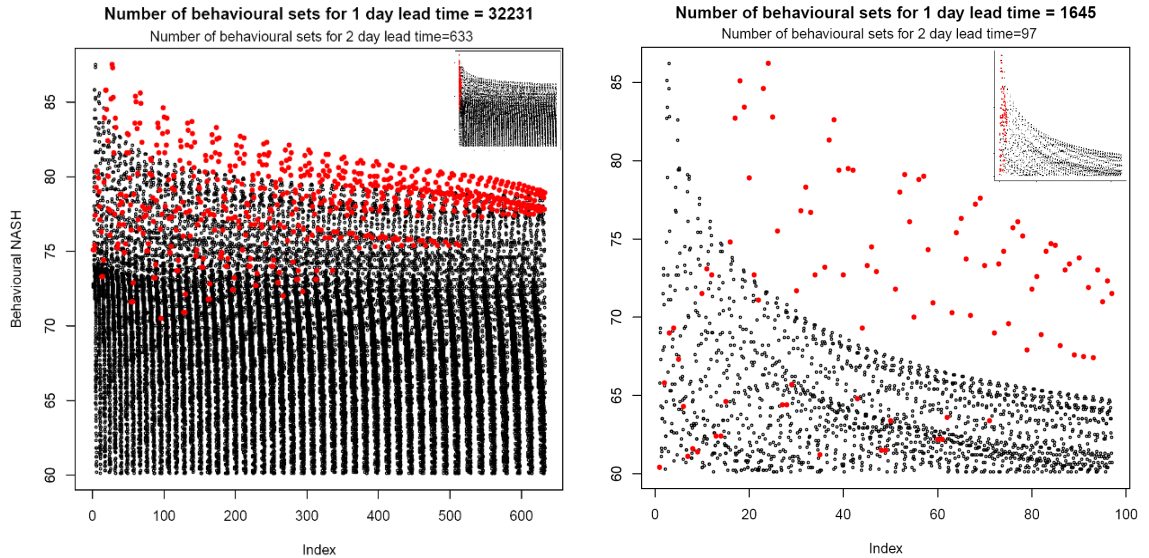 Number of behavioural sets for 1 day lead time = 32231
Number of behavioural sets for 2 day lead time=633
Behavioural NASH
85
80
75
70
65
60
0 100 200 300 400 500 600
Index
Number of behavioural sets for 1 day lead time = 1645
Number of behavioural sets for 2 day lead time=97
85
80
75
70
65
60
0 20 40 60 80 100
Index